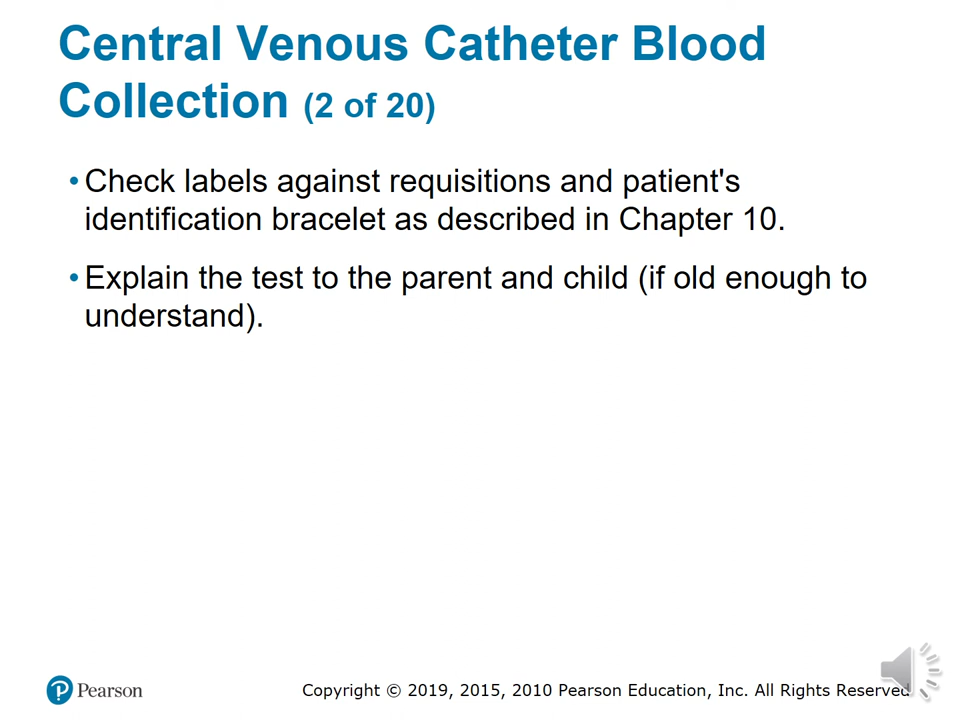 Central Venous Catheter Blood
Collection (2 of 20)
• Check labels against requisitions and patient's
identification bracelet as described in Chapter 10.
• Explain the test to the parent and child (if old enough to
understand).
Pearson
Copyright © 2019, 2015, 2010 Pearson Education, Inc. All Rights Reserved